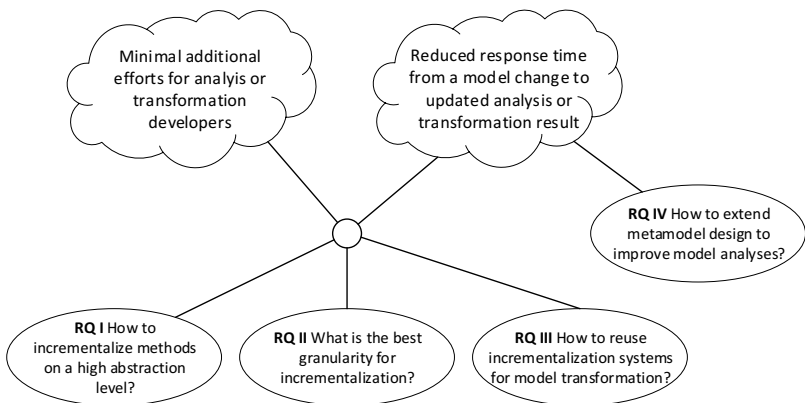 Minimal additional
efforts for analyis or
transformation
developers
Reduced response time
from a model change to
updated analysis or
transformation result
RQ IV How to extend
metamodel design to
improve model analyses?
RQ I How to
incrementalize methods
on a high abstraction
level?
RQ II What is the best
granularity for
incrementalization?
RQ III How to reuse
incrementalization systems
for model transformation?